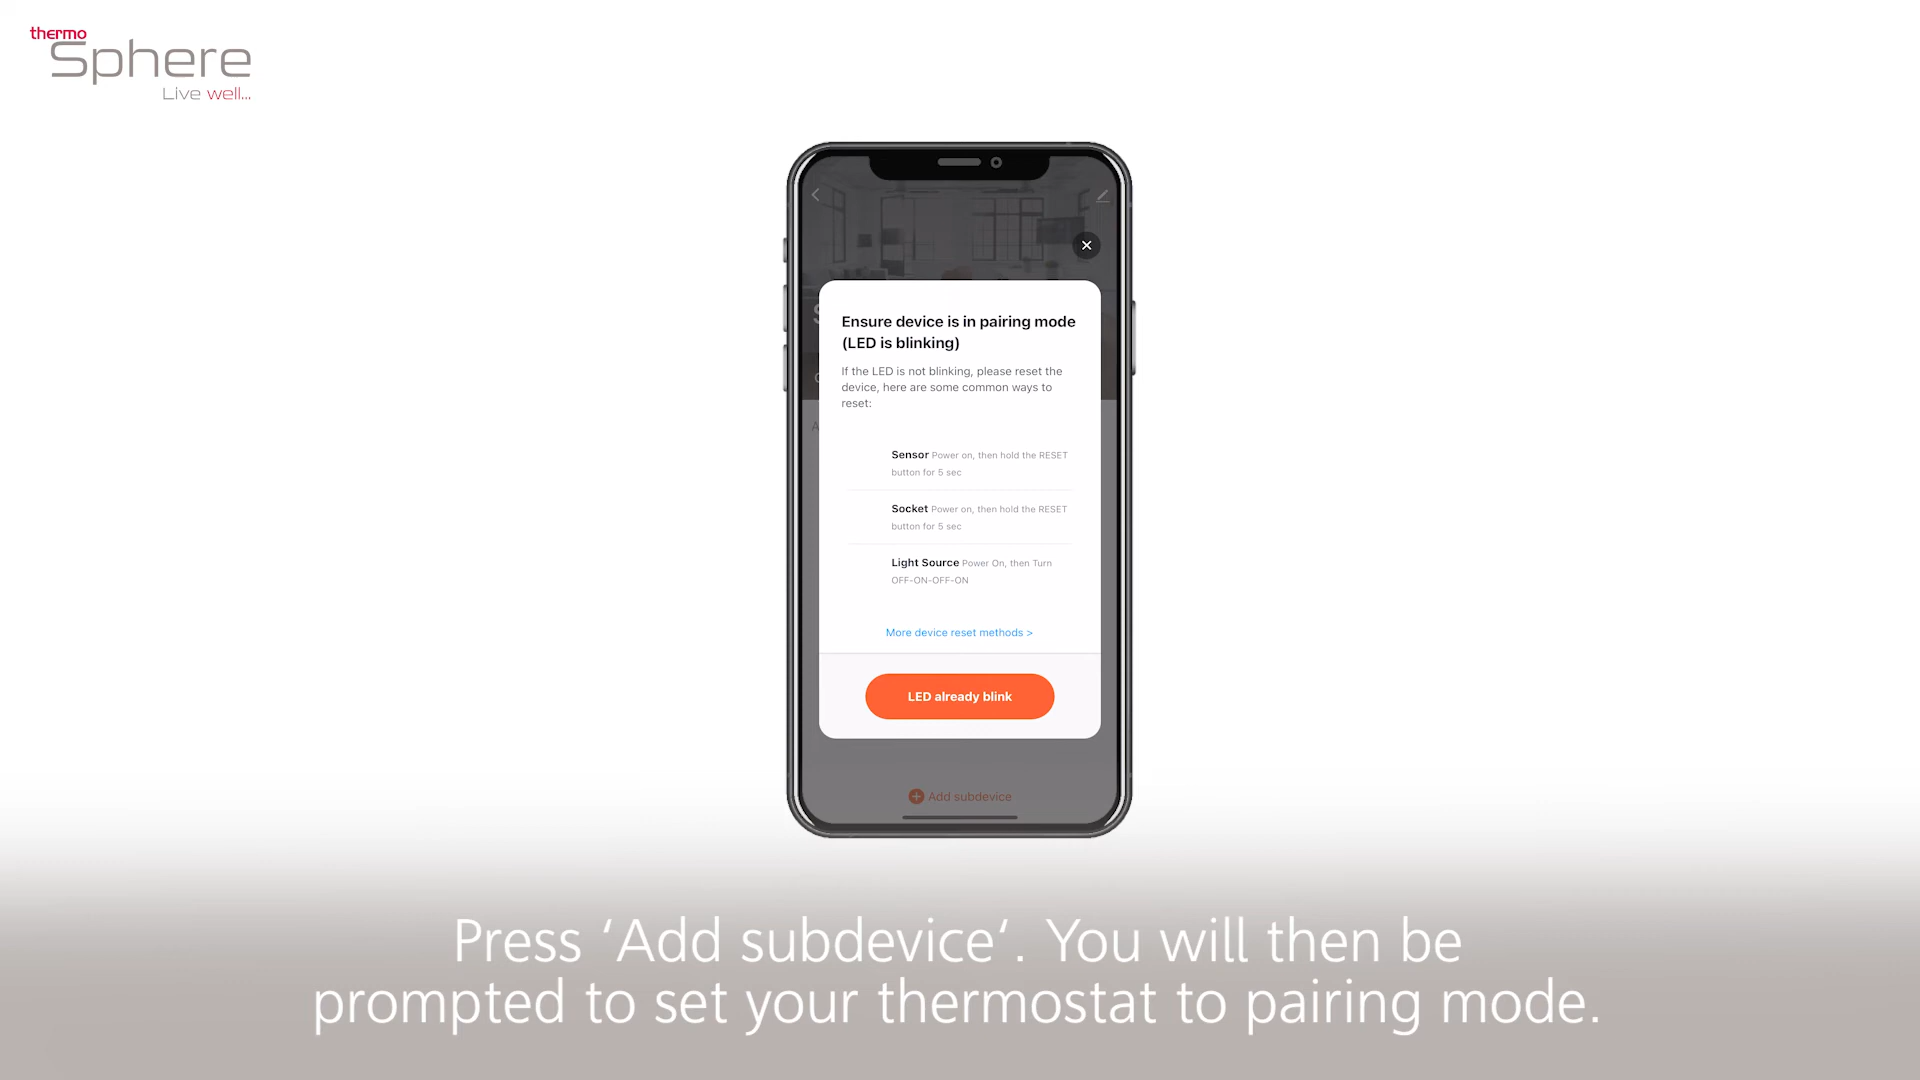 thermo
Sphere
Live well...
Ensure device is in pairing mode
(LED is blinking)
If the LED is not blinking, please reset the
device, here are some common ways to
reset:
Sensor Power on, then hold the RESET
button for 5 sec
Socket Power on, then hold the RESET
button for 5 sec
Light Source Power On, then Turn
OFF-ON-OFF-ON
More device reset methods >
LED already blink
Add subdevice
Press ‘Add subdevice‘. You will then be
prompted to set your thermostat to pairing mode.